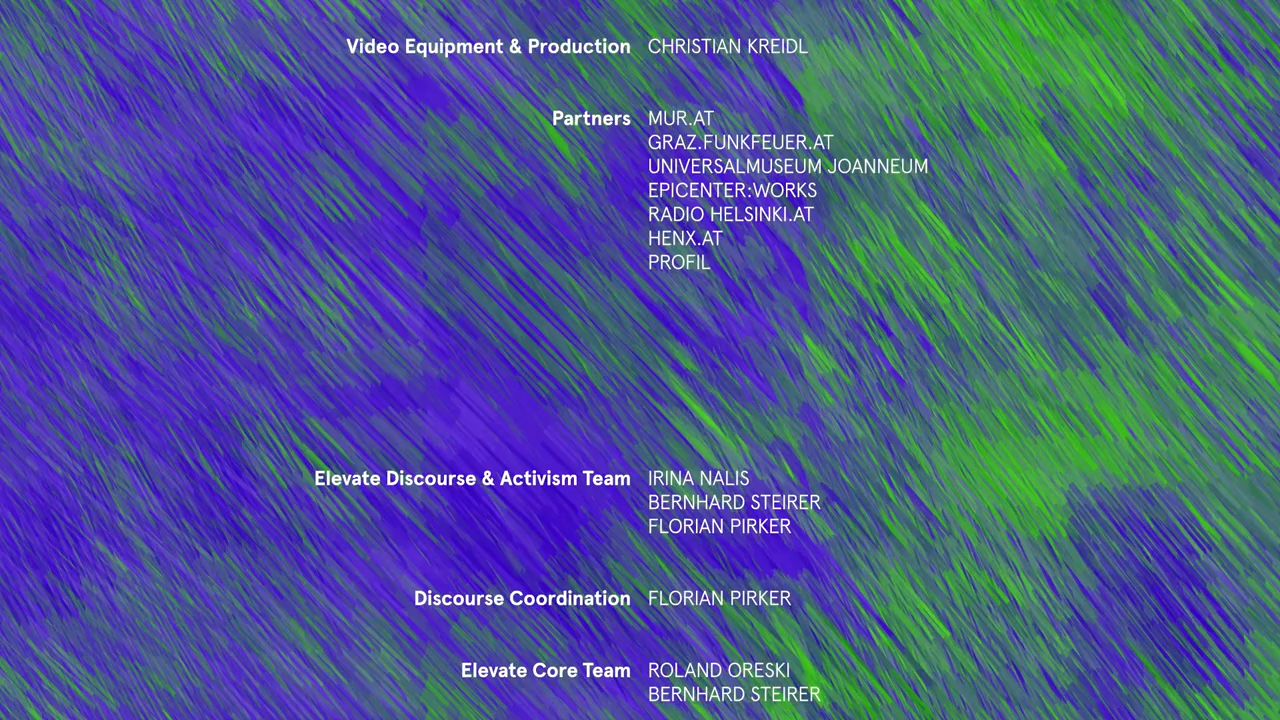 Video Equipment & Production CHRISTIAN KREIDL
Partners MUR.AT
GRAZ.FUNKFEUER.AT
UNIVERSALMUSEUM JOANNEUM
EPICENTER:WORKS
RADIO HELSINKI.AT
HENX.AT
PROFIL
Elevate Discourse & Activism Team IRINA NALIS
BERNHARD STEIRER
FLORIAN PIRKER
Discourse Coordination FLORIAN PIRKER
Elevate Core Team ROLAND ORESKI
BERNHARD STEIRER